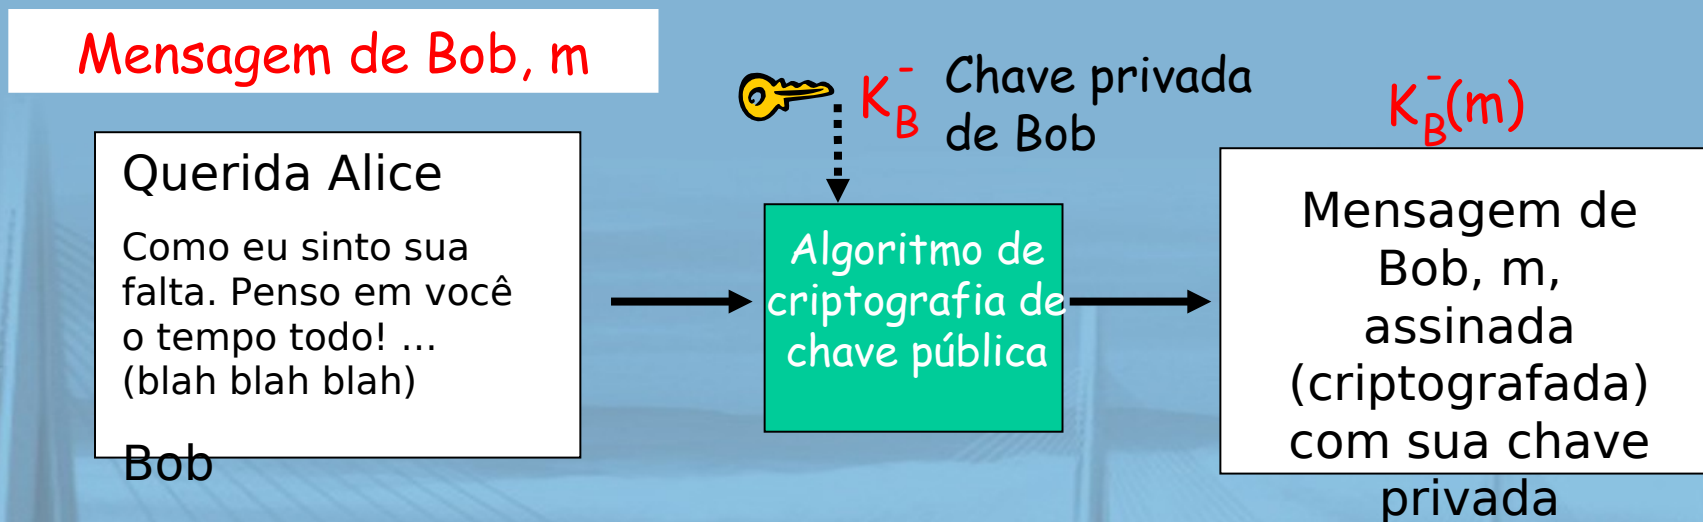 Mensagem de Bob, m
Querida Alice
Como eu sinto sua
falta. Penso em você
o tempo todo! ...
(blah blah blah)
Bob
K_B^-
Chave privada
de Bob
Algoritmo de
criptografia de
chave pública
K_B^-(m)
Mensagem de
Bob, m,
assinada
(criptografada)
com sua chave
privada